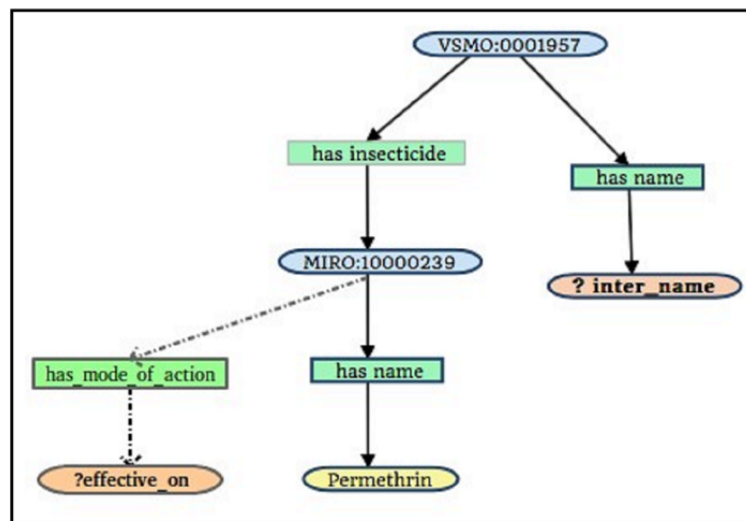 VSMO:0001957
has insecticide
has name
MIRO:10000239
? inter_name
has_mode_of_action
has name
?effective_on
Permethrin